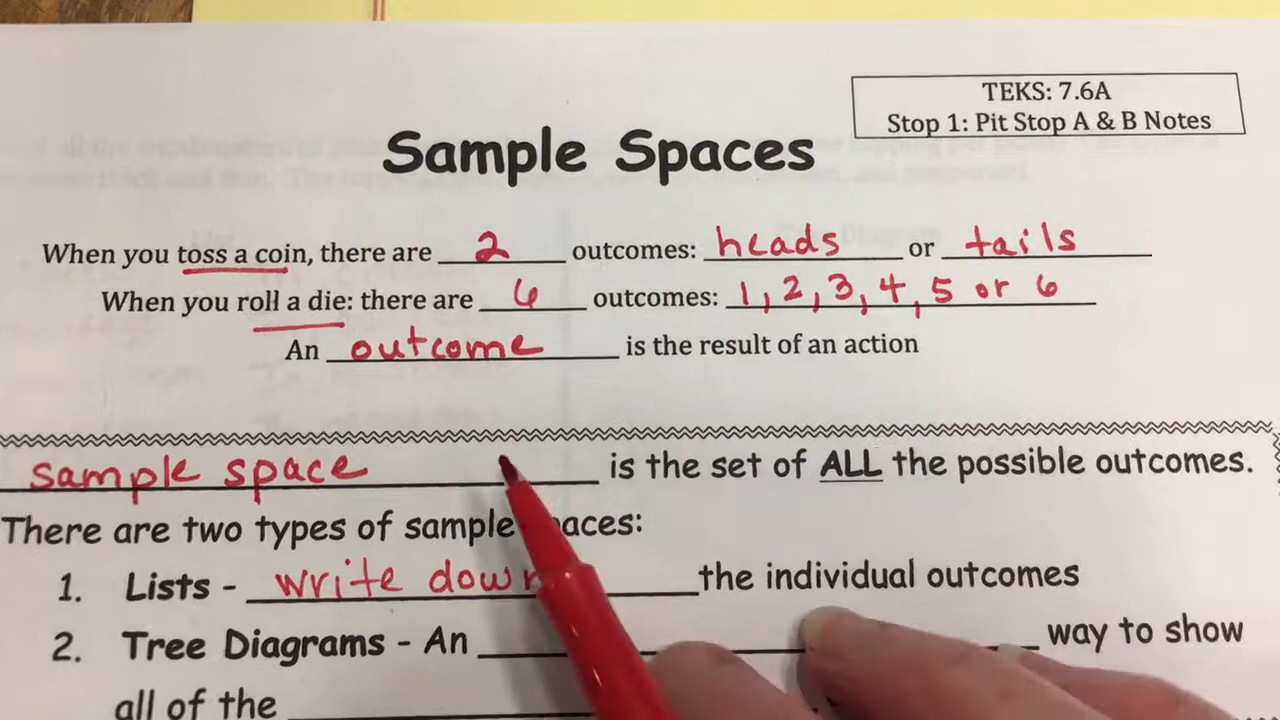 TEKS: 7.6A
Stop 1: Pit Stop A & B Notes
Sample Spaces
When you toss a coin, there are 2 outcomes: heads or tails
When you roll a die: there are 6 outcomes: 1, 2, 3, 4, 5 or 6
An outcome is the result of an action
sample space is the set of ALL the possible outcomes.
There are two types of sample spaces:
1. Lists - write down the individual outcomes
2. Tree Diagrams - An way to show
all of the